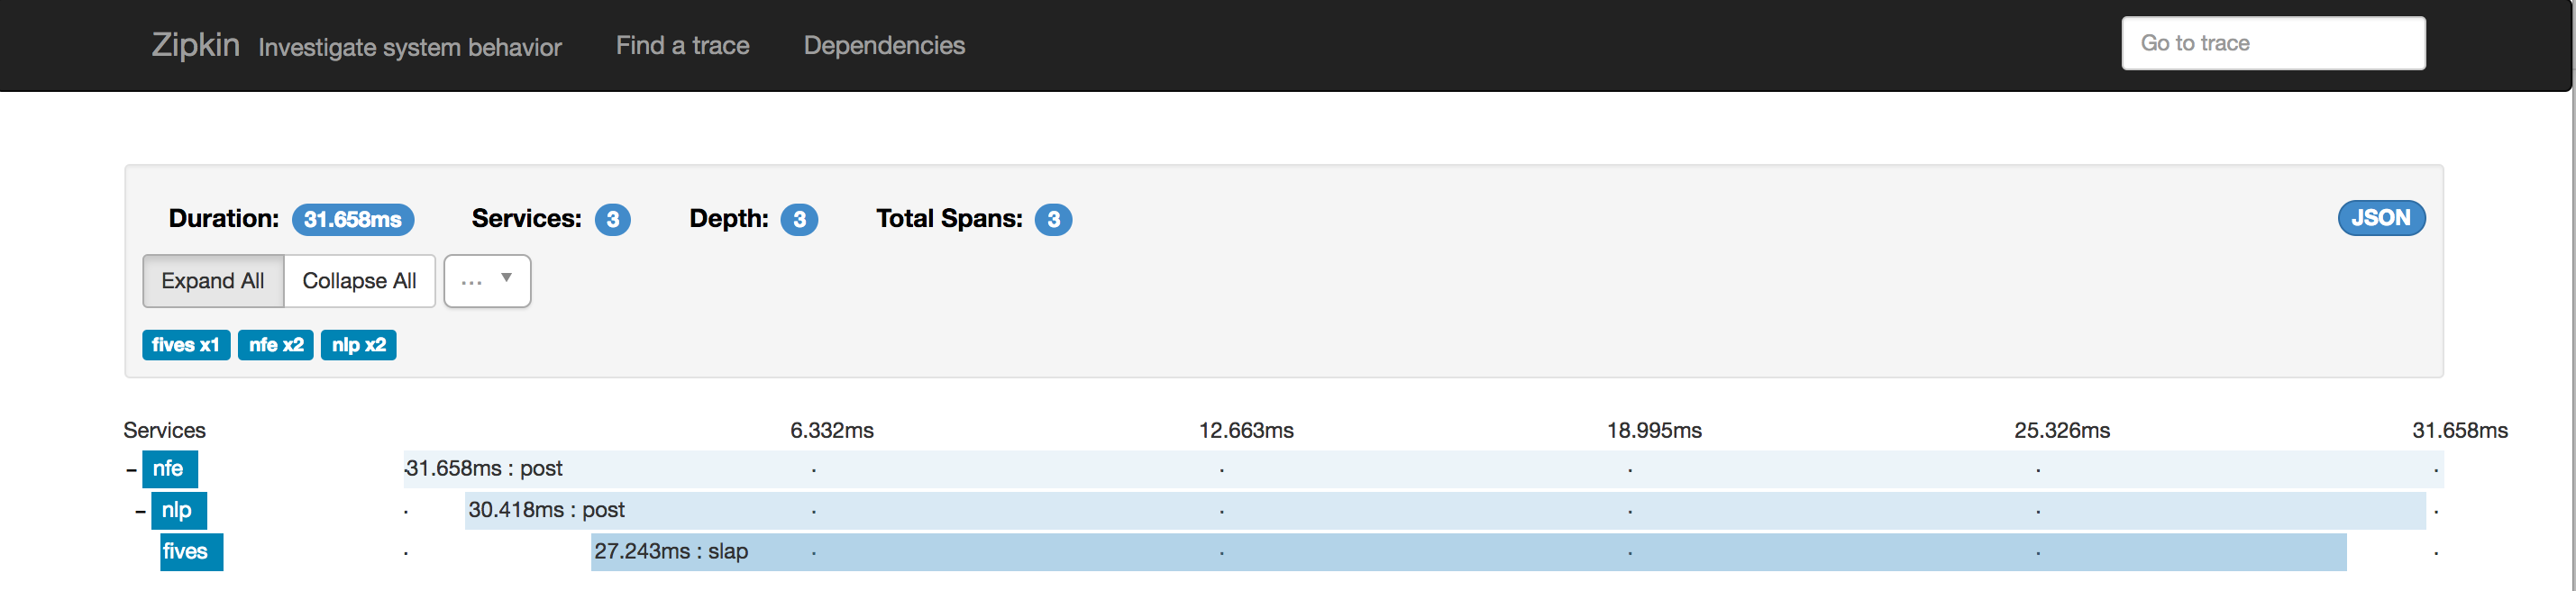 Zipkin Investigate system behavior Find a trace Dependencies Go to trace
Duration: 31.658ms Services: 3 Depth: 3 Total Spans: 3 JSON
Expand All Collapse All ...
fives x1 nfe x2 nlp x2
Services 6.332ms 12.663ms 18.995ms 25.326ms 31.658ms
– nfe 31.658ms : post
– nlp 30.418ms : post
fives 27.243ms : slap